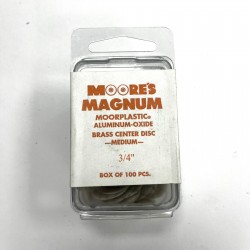 MOORE'S
MAGNUM
MOORPLASTIC®
ALUMINUM-OXIDE
BRASS CENTER DISC
—MEDIUM—
3/4"
BOX OF 100 PCS.